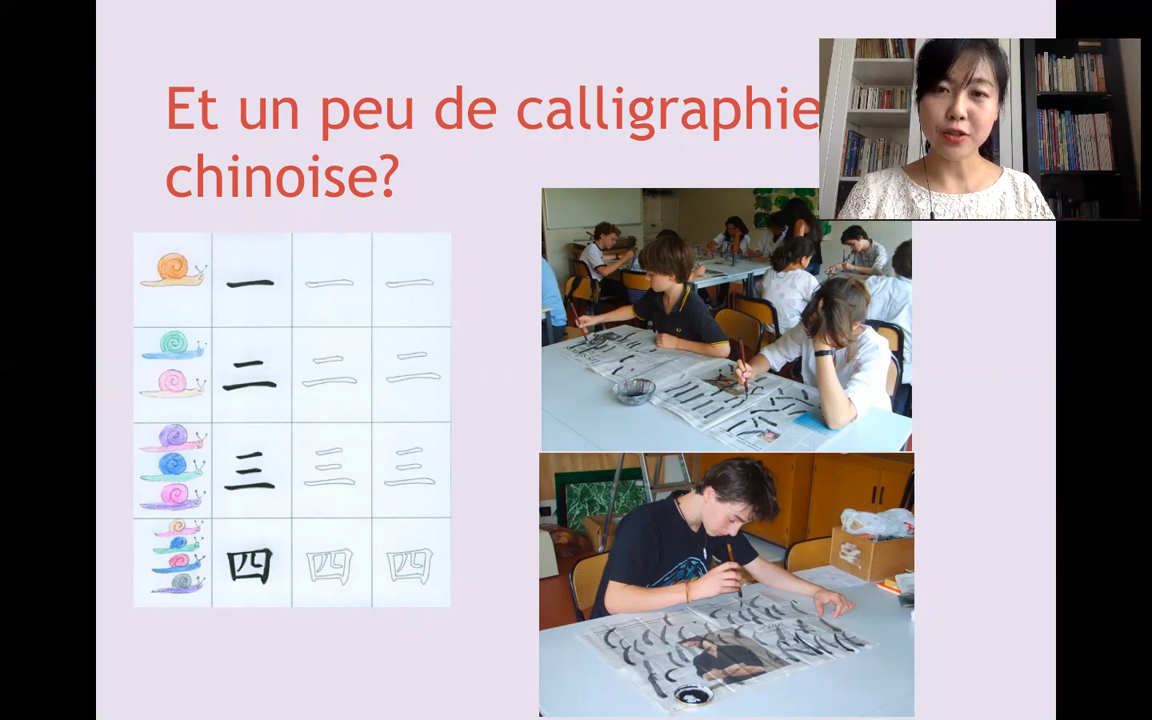 Et un peu de calligraphie
chinoise?
一 一 一
二 二 二
三 三 三
四 四 四